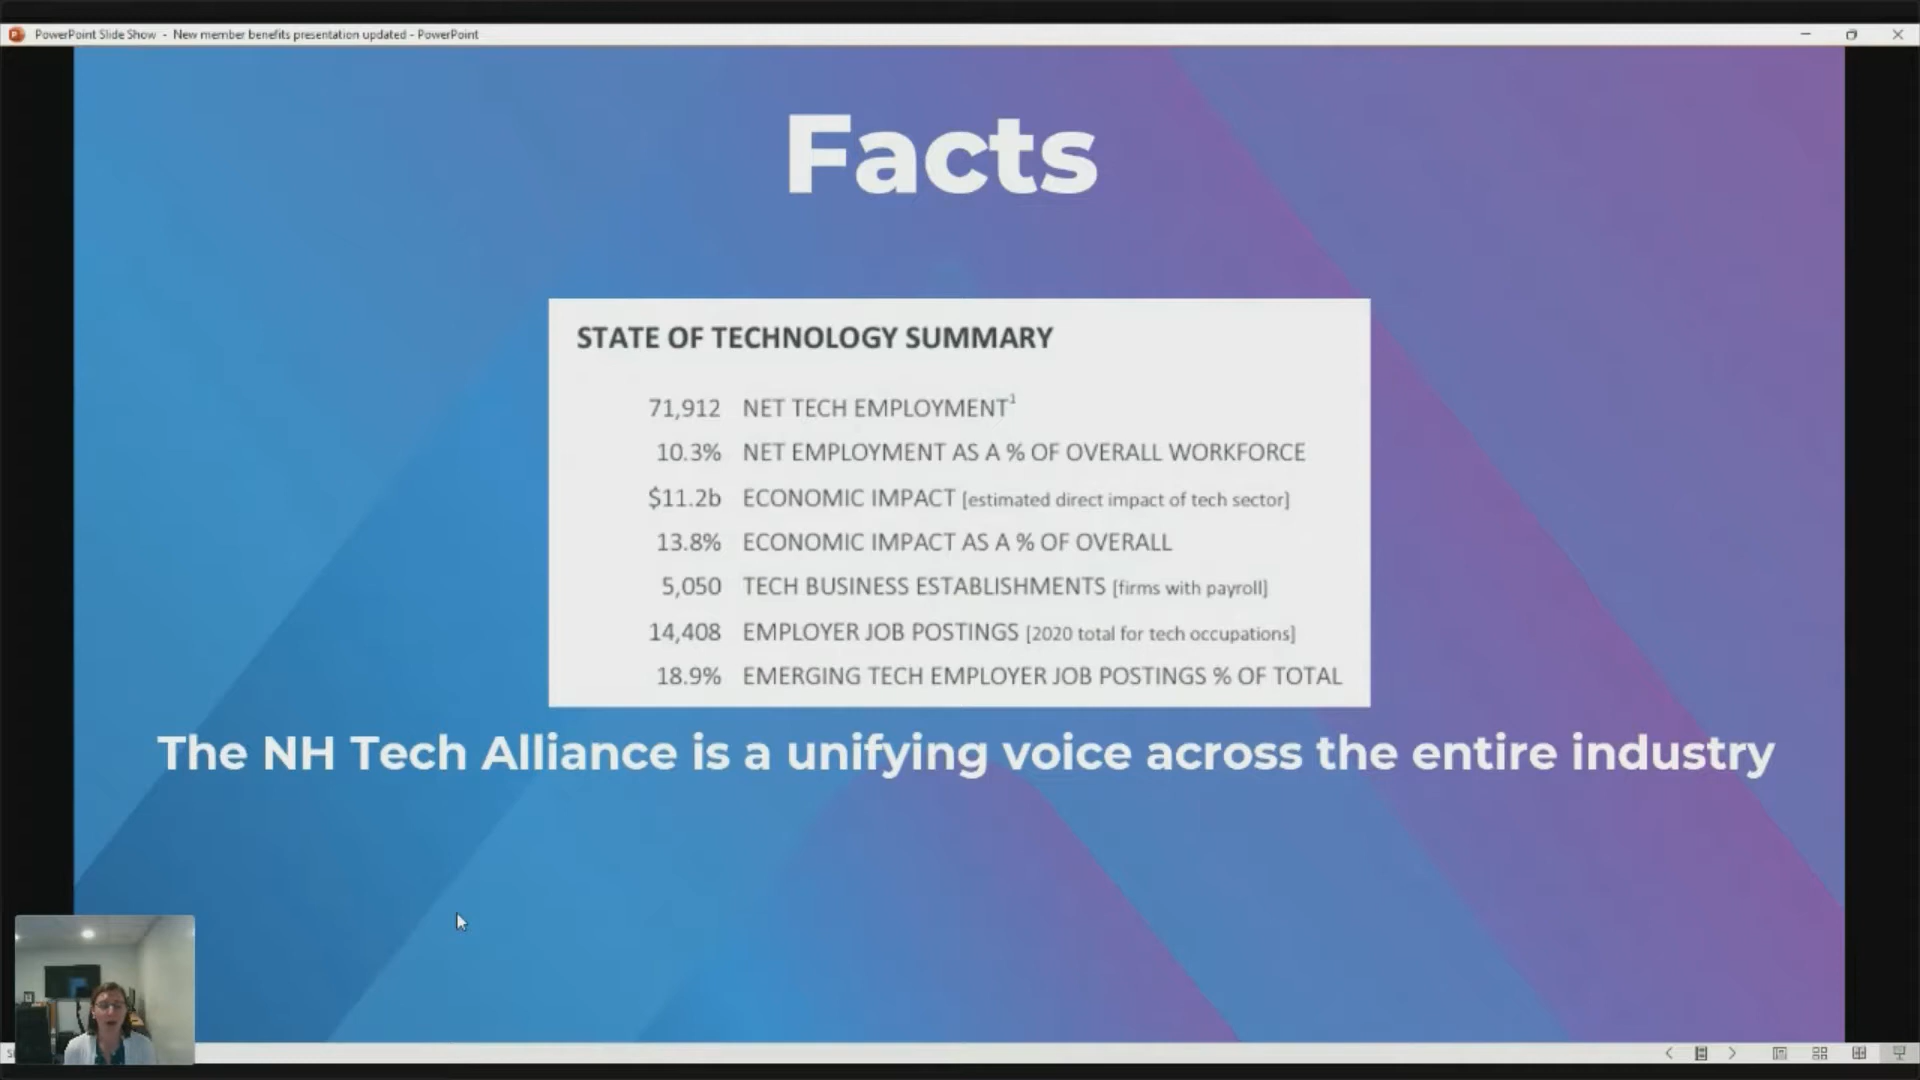 PowerPoint Slide Show - New member benefits presentation updated - PowerPoint
Facts
STATE OF TECHNOLOGY SUMMARY
71,912 NET TECH EMPLOYMENT¹
10.3% NET EMPLOYMENT AS A % OF OVERALL WORKFORCE
$11.2b ECONOMIC IMPACT [estimated direct impact of tech sector]
13.8% ECONOMIC IMPACT AS A % OF OVERALL
5,050 TECH BUSINESS ESTABLISHMENTS [firms with payroll]
14,408 EMPLOYER JOB POSTINGS [2020 total for tech occupations]
18.9% EMERGING TECH EMPLOYER JOB POSTINGS % OF TOTAL
The NH Tech Alliance is a unifying voice across the entire industry